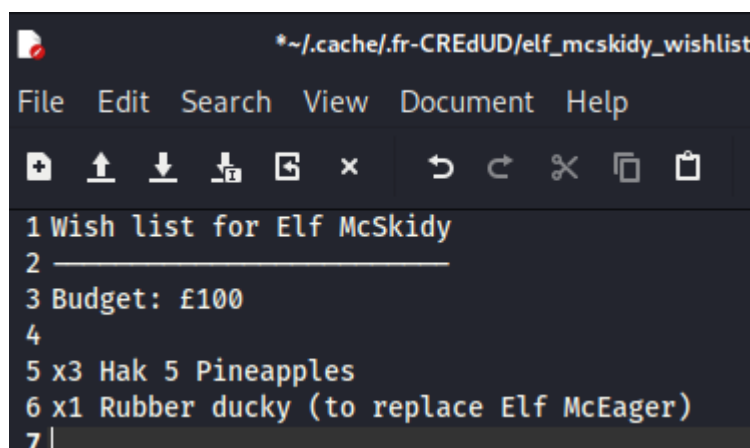 *~/.cache/.fr-CREdUD/elf_mcskidy_wishlist
File Edit Search View Document Help
1 Wish list for Elf McSkidy
2 ——————————————————————————
3 Budget: £100
4
5 x3 Hak 5 Pineapples
6 x1 Rubber ducky (to replace Elf McEager)
7